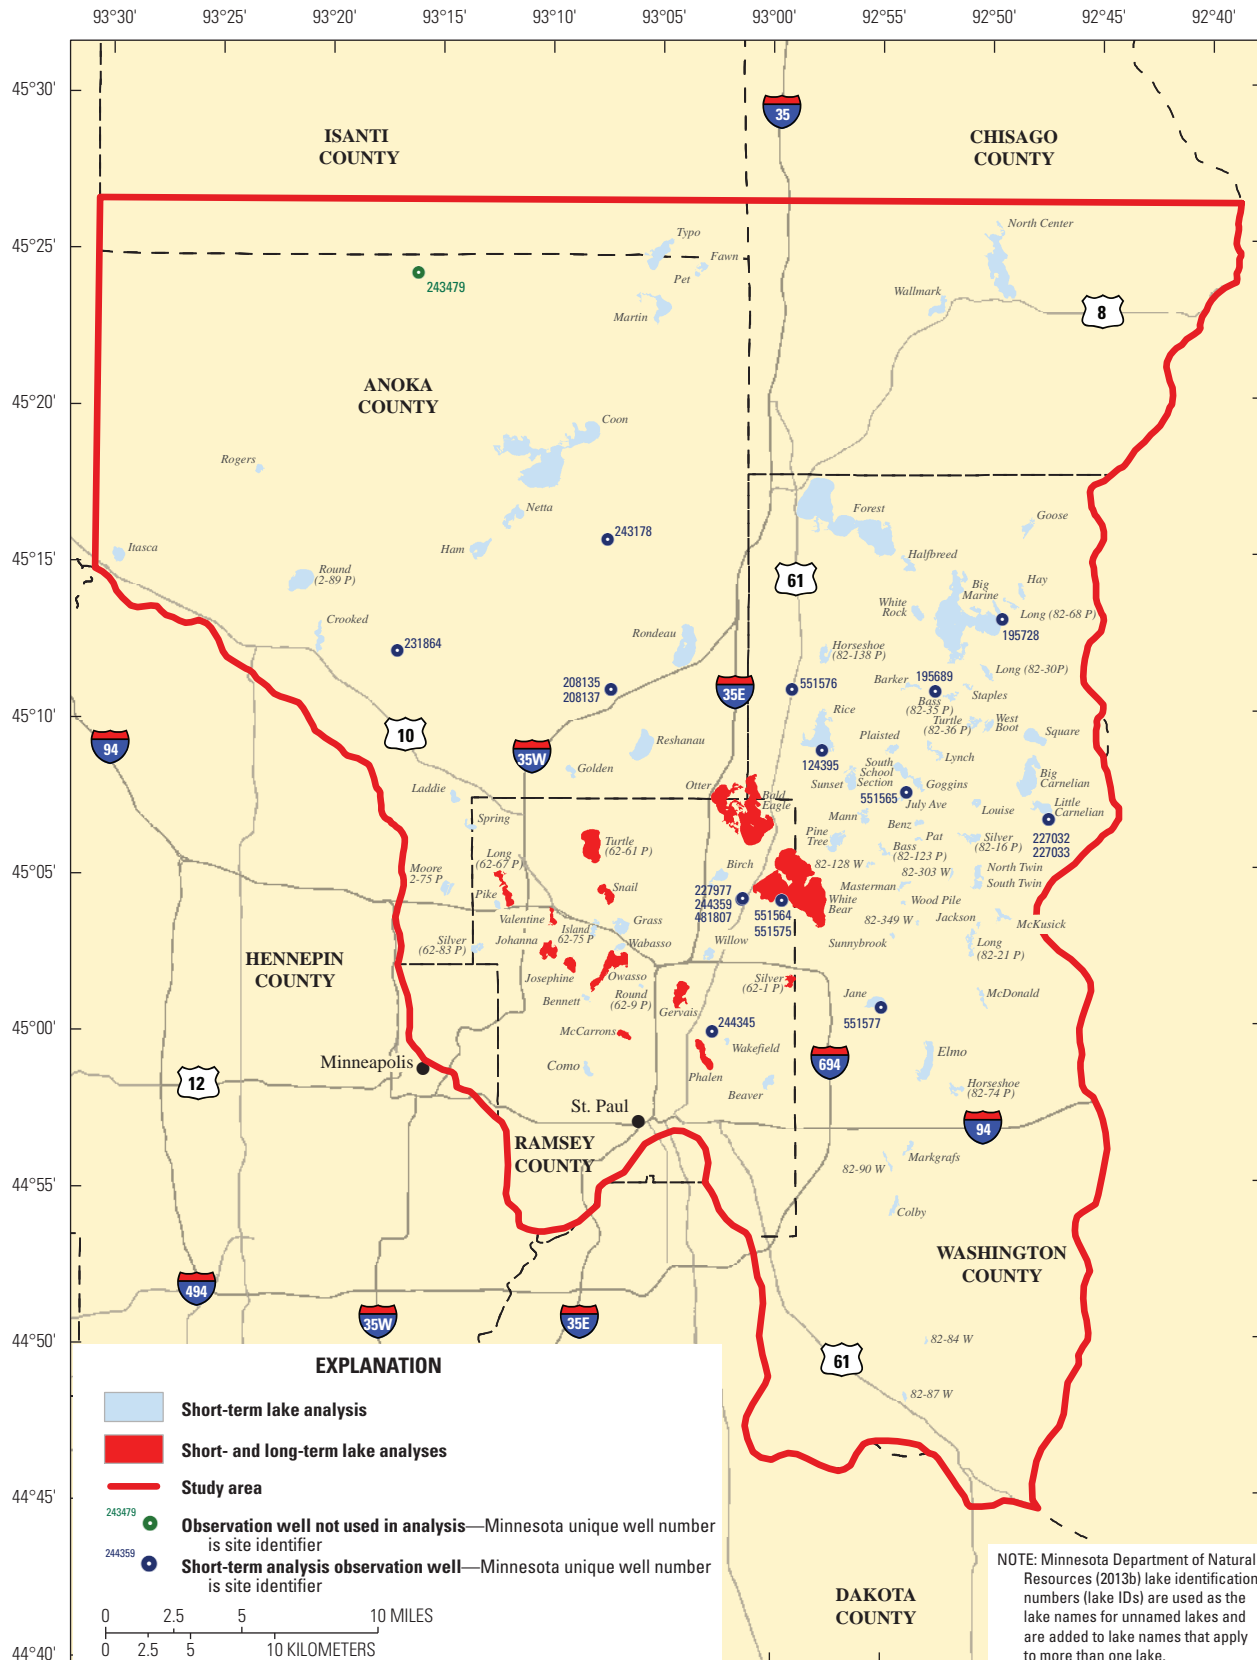 93°30' 93°20' 93°15' 93°10' 93°05' 93°00' 92°55' 92°50' 92°45' 92°40'
45°30'
45°25'
45°20'
45°15'
45°10'
45°05'
45°00'
44°55'
44°50'
44°45'
44°40'
ISANTI
COUNTY
CHISAGO
COUNTY
35
North Center
Typo
Fawn
Pet
243479
Martin
Wallmark
8
ANOKA
COUNTY
Coon
Rogers
Netta
Forest
Goose
243178
Ham
Itasca
Round
(2-89 P)
Halfbreed
61
Big
Marine
Hay
White
Rock
Long (82-68 P)
195728
Crooked
231864
Rondeau
Horseshoe
(82-138 P)
208135
208137
35E
551576
Barker
195689
Long (82-30P)
Bass
(82-35 P)
Staples
Rice
Turtle
(82-36 P)
West
Boot
Square
10
94
35W
Reshanau
Plaisted
Lynch
124395
Golden
South
School
Section
Sunset
Goggins
Big
Carnelian
551565
July Ave
Otter
Bald
Eagle
Laddie
Louise
Little
Carnelian
Spring
Mann
Benz
227032
227033
Pine
Tree
Pat
Silver
(82-16 P)
Turtle
(62-61 P)
Long
(62-67 P)
Bass
(82-123 P)
Moore
2-75 P
Birch
82-128 W
82-303 W
North Twin
South Twin
Snail
Pike
227977
244359
481807
Masterman
White
Bear
Wood Pile
551564
551575
Valentine
Grass
Island
62-75 P
82-349 W
Jackson
McKusick
Silver
(62-83 P)
Johanna
Wabasso
Willow
Sunnybrook
Long
(82-21 P)
HENNEPIN
COUNTY
Josephine
Owasso
Silver
(62-1 P)
Bennett
Round
(62-9 P)
Jane
McDonald
Gervais
551577
McCarrons
244345
Wakefield
Elmo
694
Minneapolis
Como
Phalen
12
Beaver
Horseshoe
(82-74 P)
St. Paul
94
RAMSEY
COUNTY
Markgrafs
82-90 W
Colby
WASHINGTON
COUNTY
494
35W
35E
82-84 W
61
82-87 W
EXPLANATION
Short-term lake analysis
Short- and long-term lake analyses
Study area
243479
Observation well not used in analysis—Minnesota unique well number
is site identifier
244359
Short-term analysis observation well—Minnesota unique well number
is site identifier
0 2.5 5 10 MILES
0 2.5 5 10 KILOMETERS
DAKOTA
COUNTY
NOTE: Minnesota Department of Natural
Resources (2013b) lake identification
numbers (lake IDs) are used as the
lake names for unnamed lakes and
are added to lake names that apply
to more than one lake.